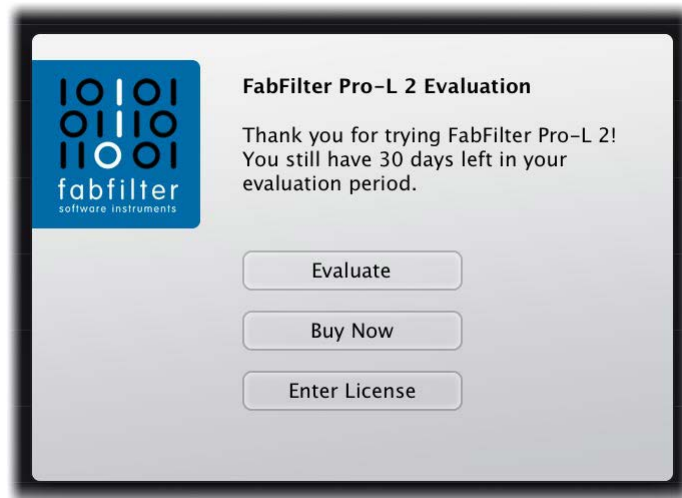 10101
01110
11001
fabfilter
software instruments
FabFilter Pro-L 2 Evaluation
Thank you for trying FabFilter Pro-L 2!
You still have 30 days left in your
evaluation period.
Evaluate
Buy Now
Enter License